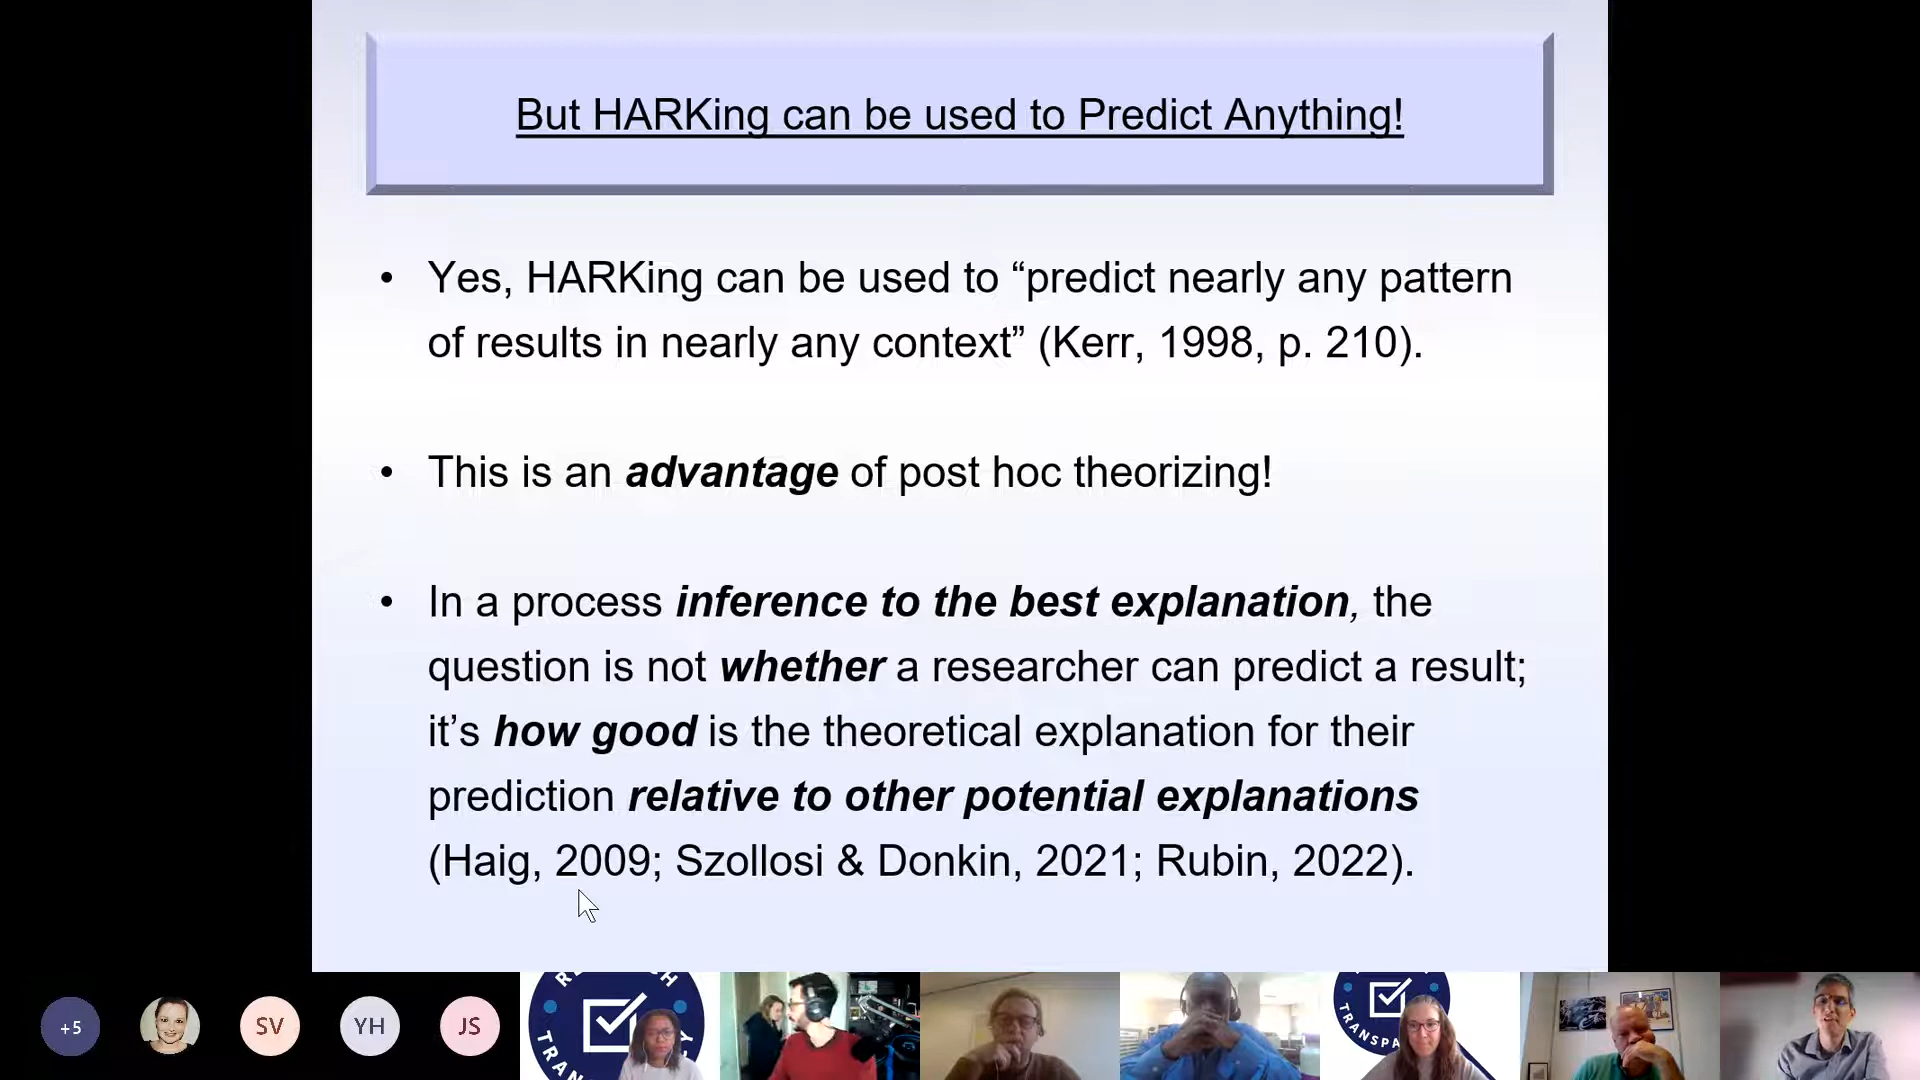 But HARKing can be used to Predict Anything!
• Yes, HARKing can be used to “predict nearly any pattern
of results in nearly any context” (Kerr, 1998, p. 210).
• This is an advantage of post hoc theorizing!
• In a process inference to the best explanation, the
question is not whether a researcher can predict a result;
it’s how good is the theoretical explanation for their
prediction relative to other potential explanations
(Haig, 2009; Szollosi & Donkin, 2021; Rubin, 2022).
+5
SV
YH
JS